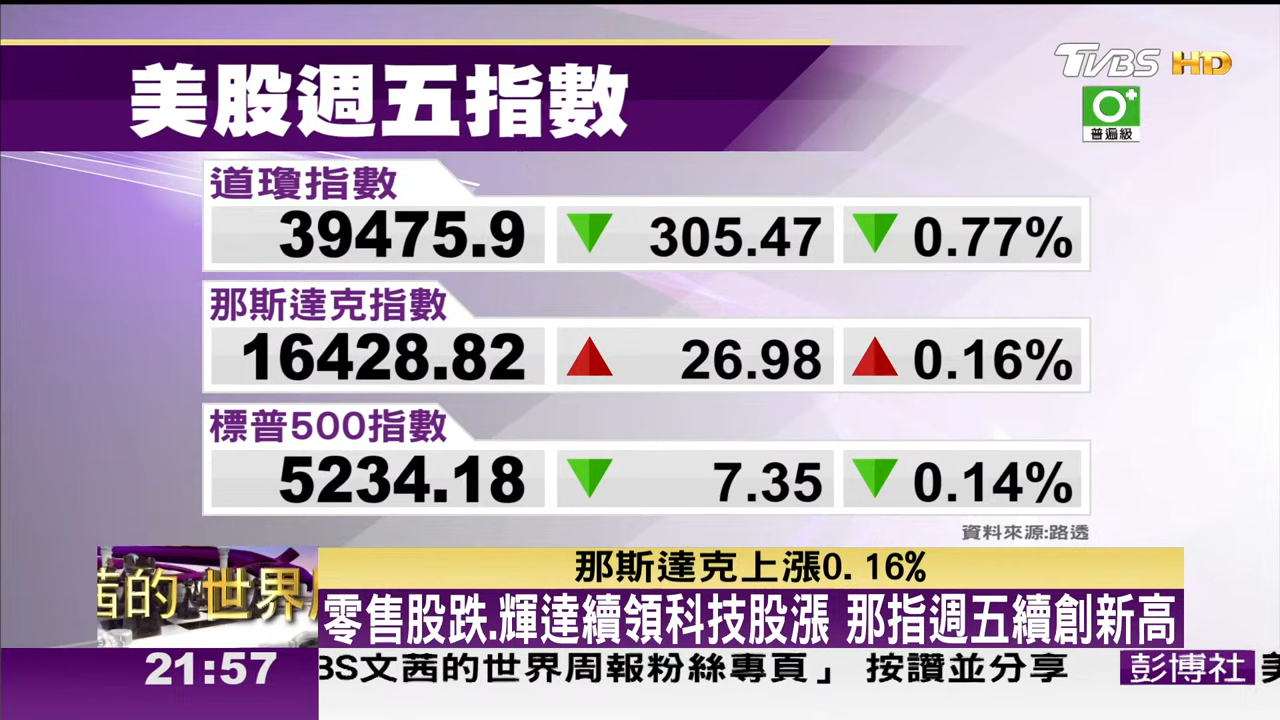 美股週五指數
TVBS HD
普遍級
道瓊指數
39475.9 ▼ 305.47 ▼ 0.77%
那斯達克指數
16428.82 ▲ 26.98 ▲ 0.16%
標普500指數
5234.18 ▼ 7.35 ▼ 0.14%
資料來源:路透
那斯達克上漲0.16%
茜的 世界
零售股跌.輝達續領科技股漲 那指週五續創新高
21:57
BS文茜的世界周報粉絲專頁」 按讚並分享 彭博社 美